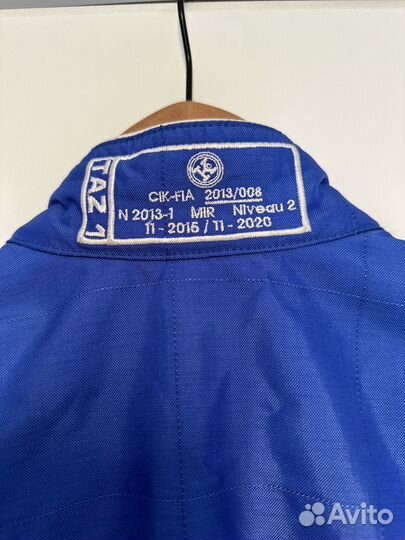 CIK-FIA 2013/008
N 2013-1 MIR Niveau 2
11-2015/11-2020
TAZ 1
Avito